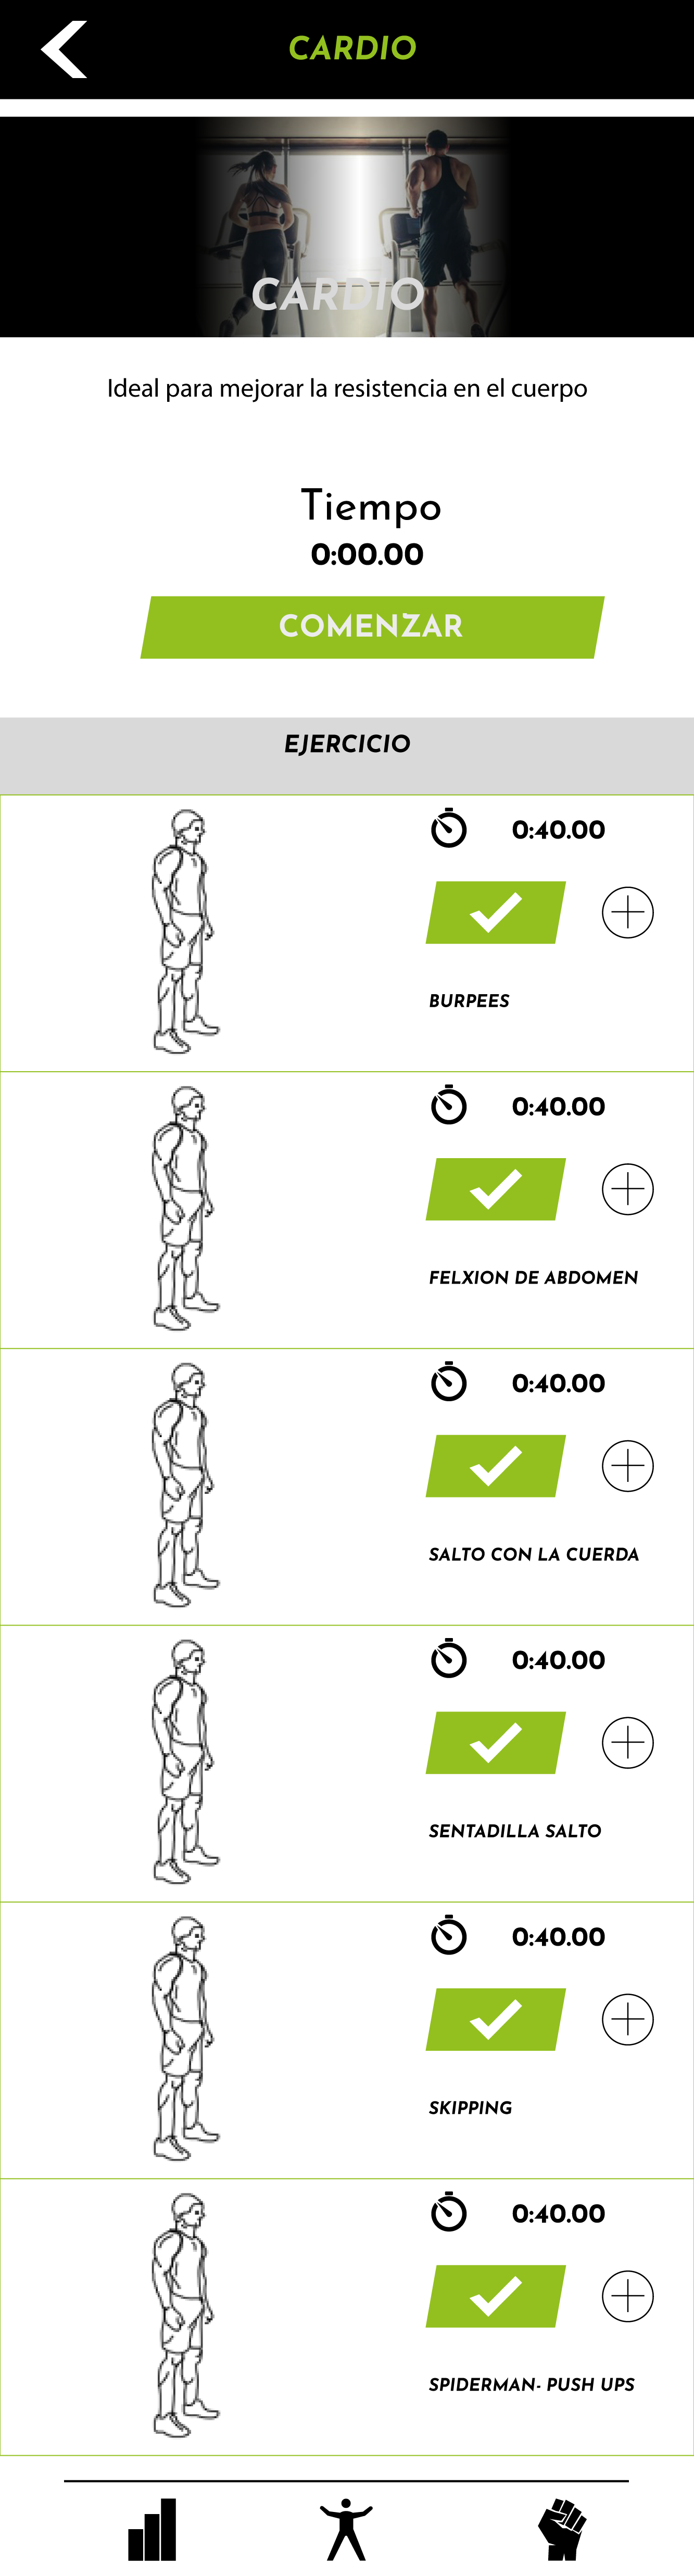 CARDIO
CARDIO
Ideal para mejorar la resistencia en el cuerpo
Tiempo
0:00.00
COMENZAR
EJERCICIO
0:40.00
BURPEES
0:40.00
FELXION DE ABDOMEN
0:40.00
SALTO CON LA CUERDA
0:40.00
SENTADILLA SALTO
0:40.00
SKIPPING
0:40.00
SPIDERMAN- PUSH UPS